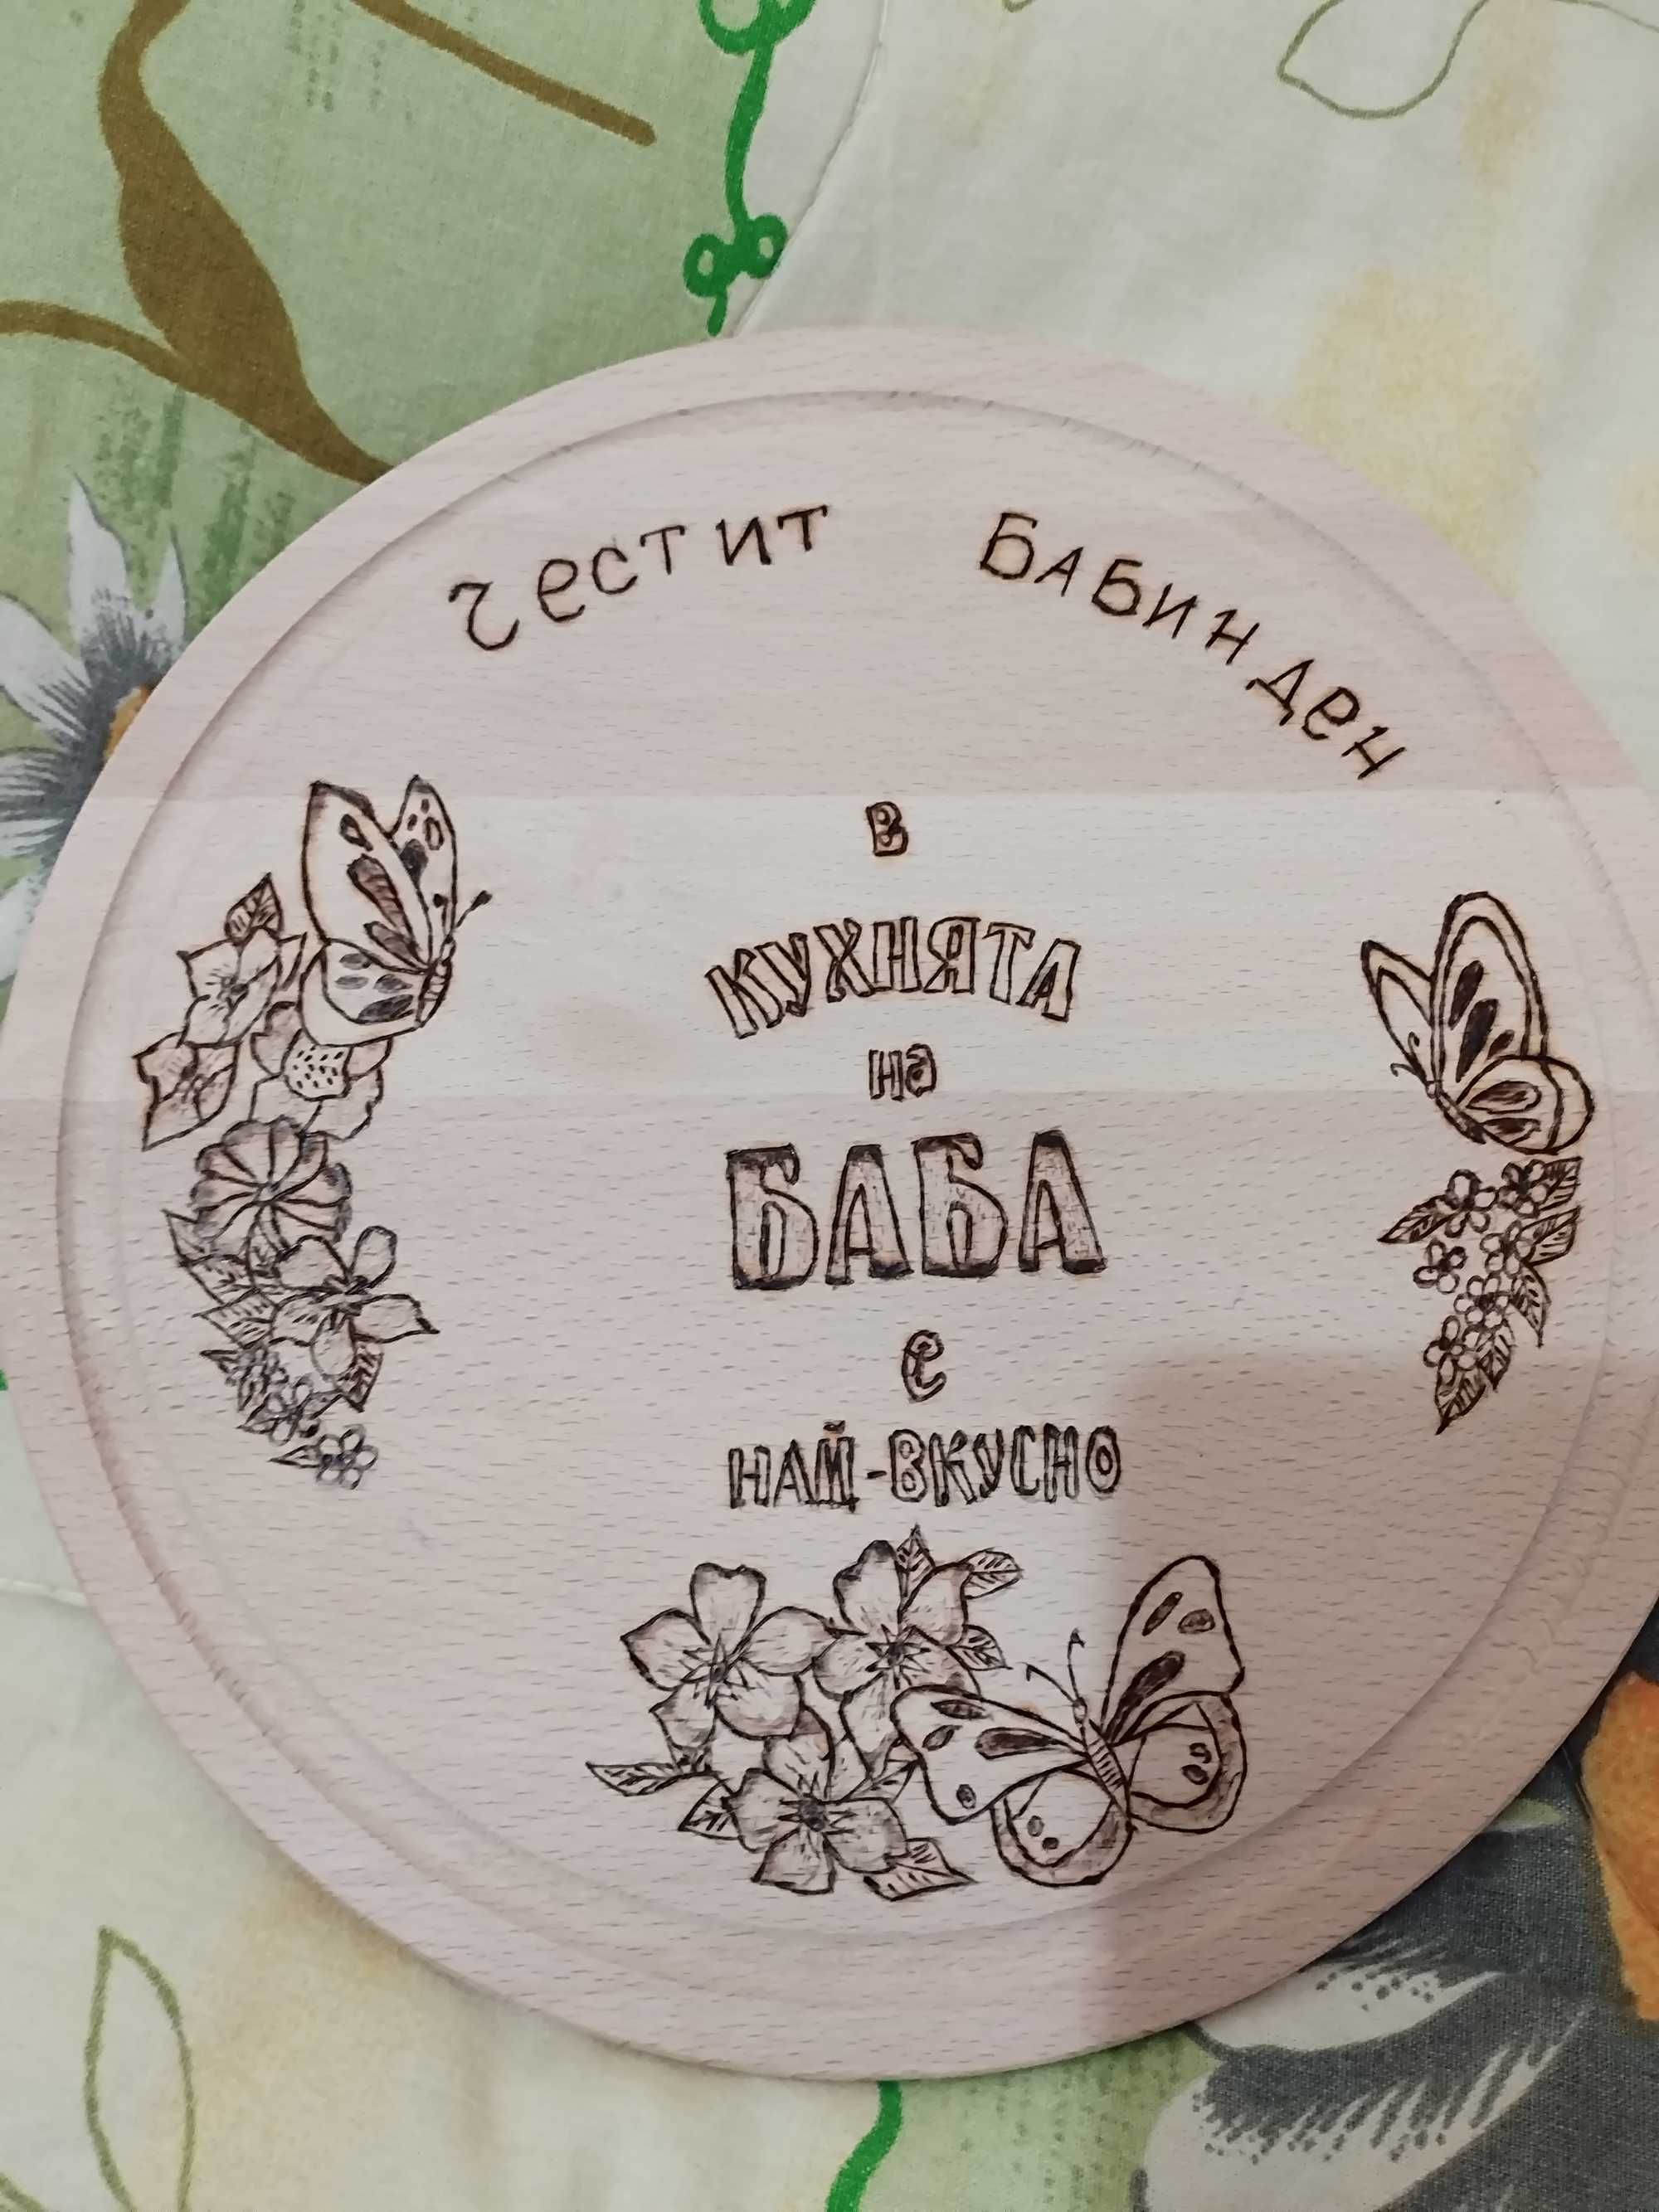 Честит Бабин ден
В
КУХНЯТА
на
БАБА
е
НАЙ-ВКУСНО